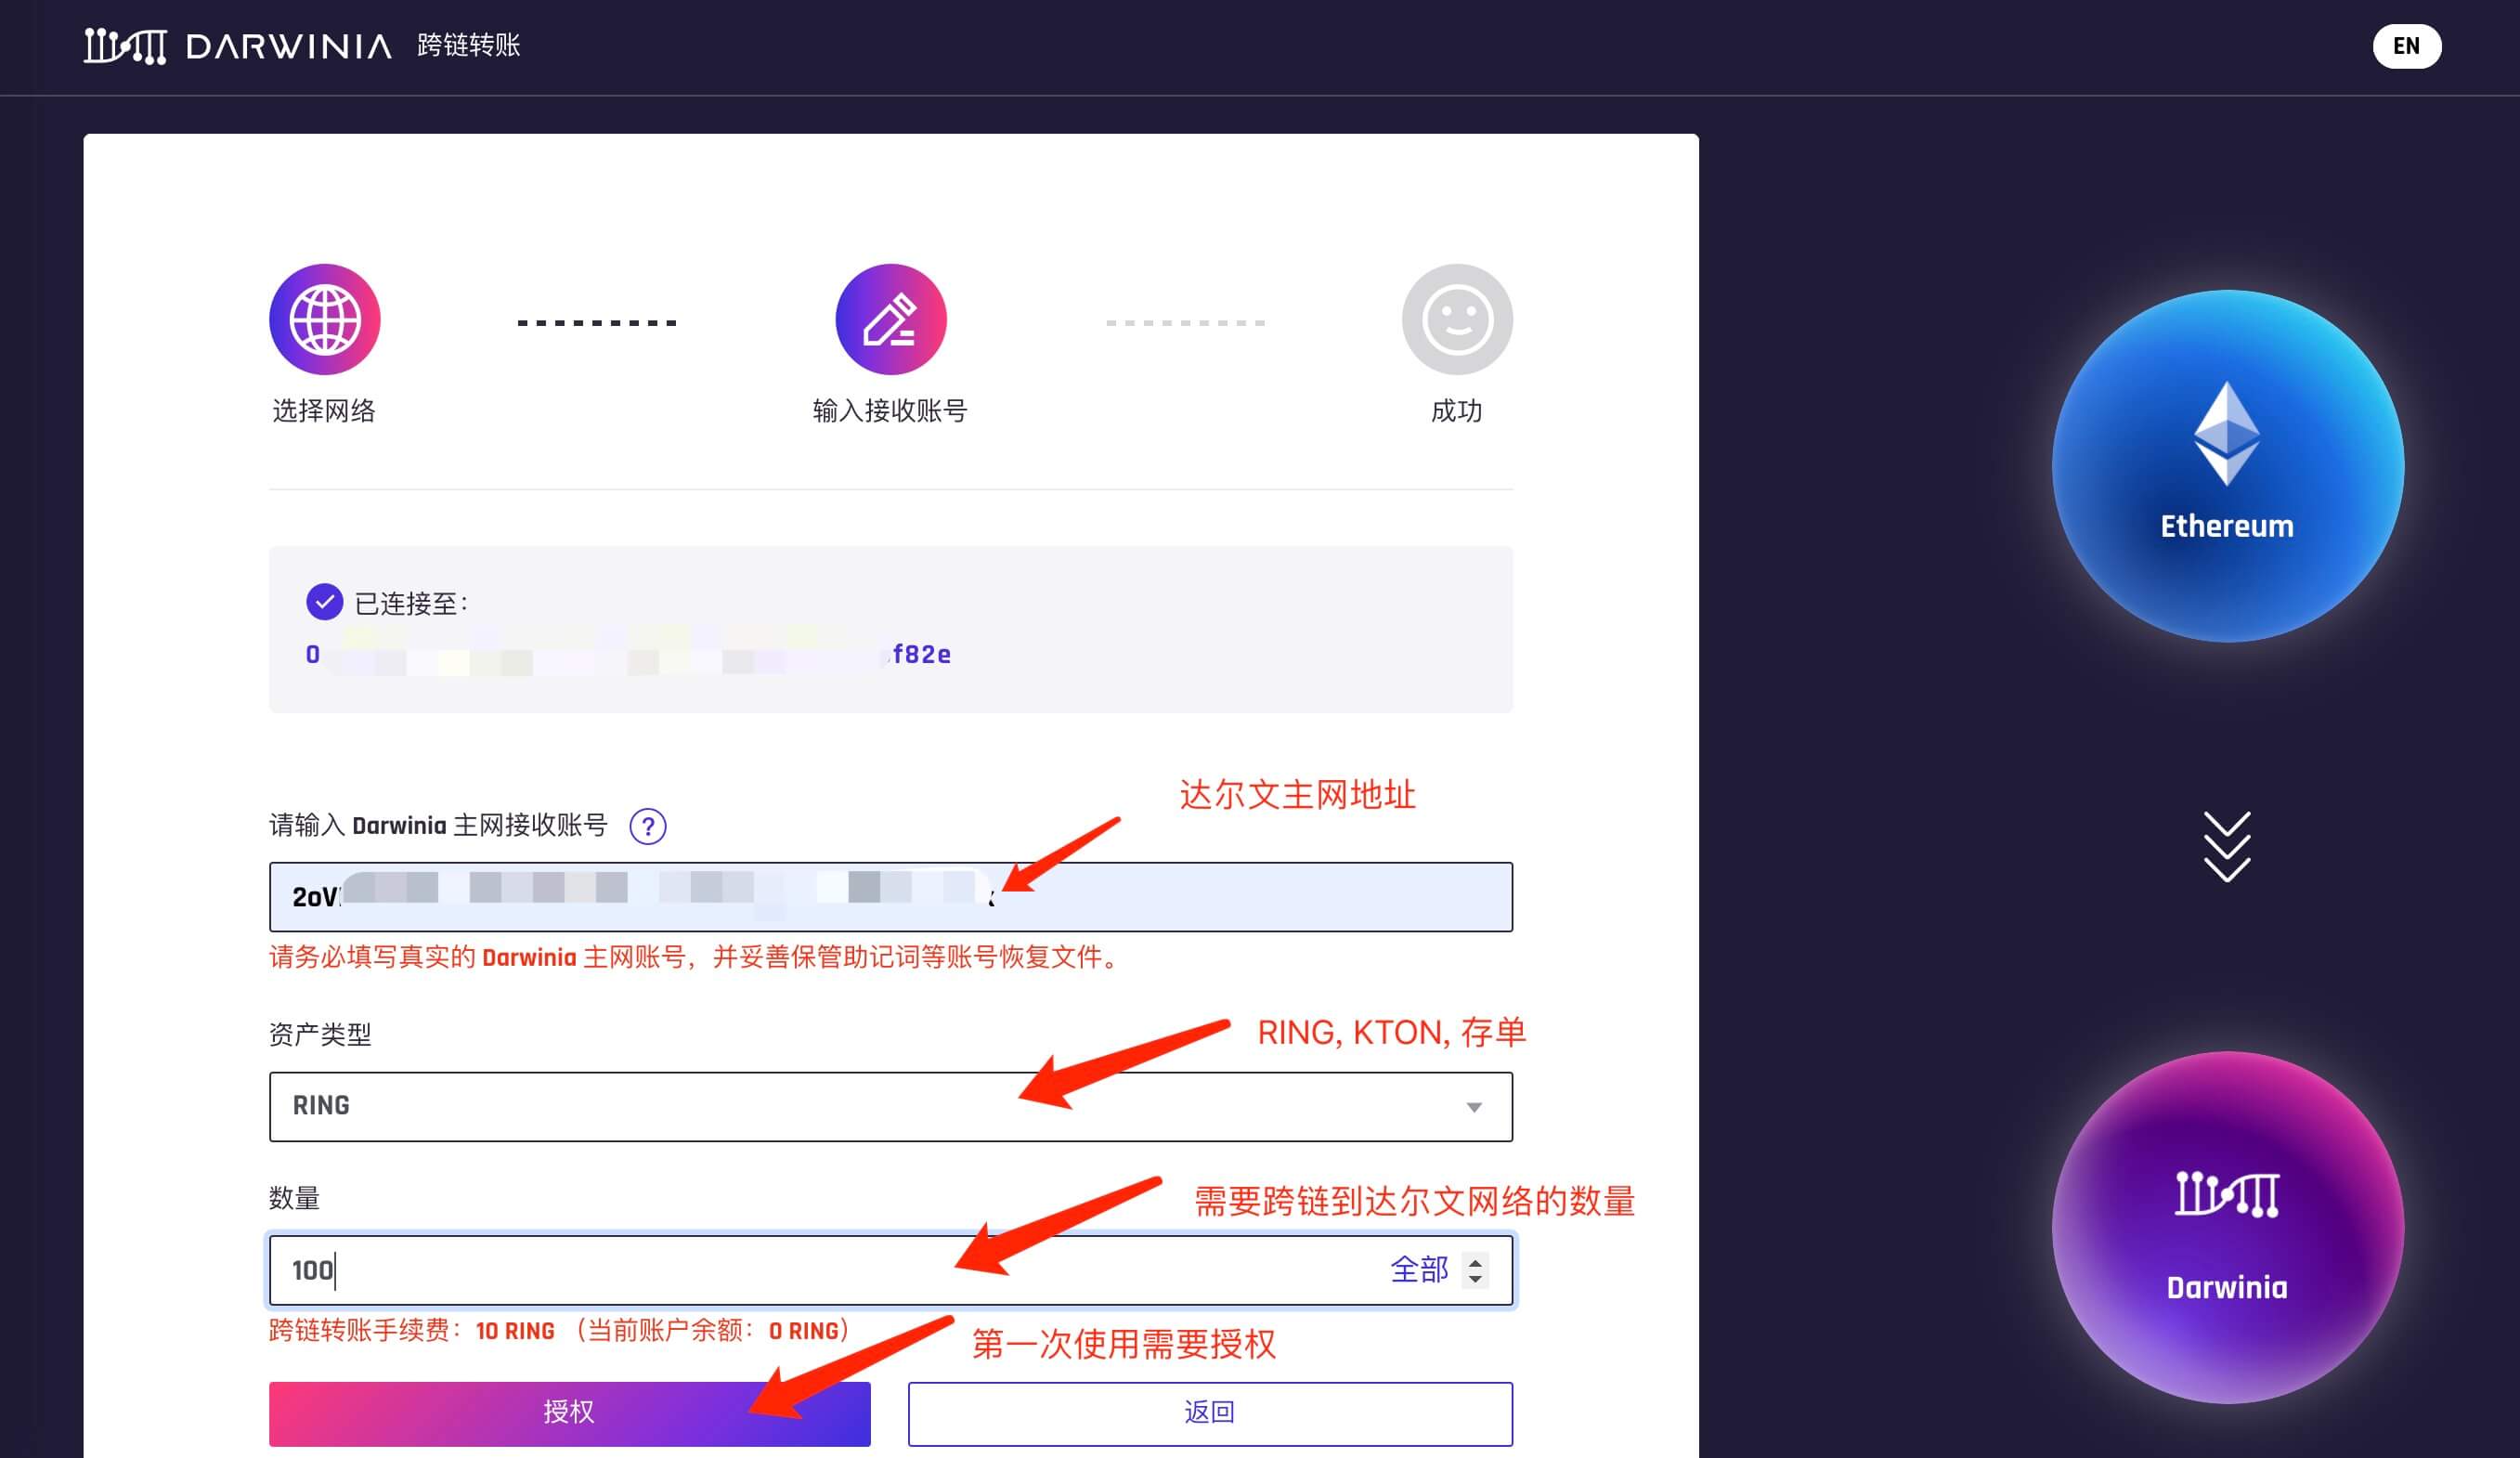 DARWINIA 跨链转账
EN
选择网络
输入接收账号
成功
Ethereum
已连接至：
0 f82e
达尔文主网地址
请输入 Darwinia 主网接收账号 ?
2oV
请务必填写真实的 Darwinia 主网账号，并妥善保管助记词等账号恢复文件。
资产类型
RING, KTON, 存单
RING
数量
需要跨链到达尔文网络的数量
100 全部
跨链转账手续费：10 RING （当前账户余额：0 RING）
第一次使用需要授权
授权
返回
Darwinia